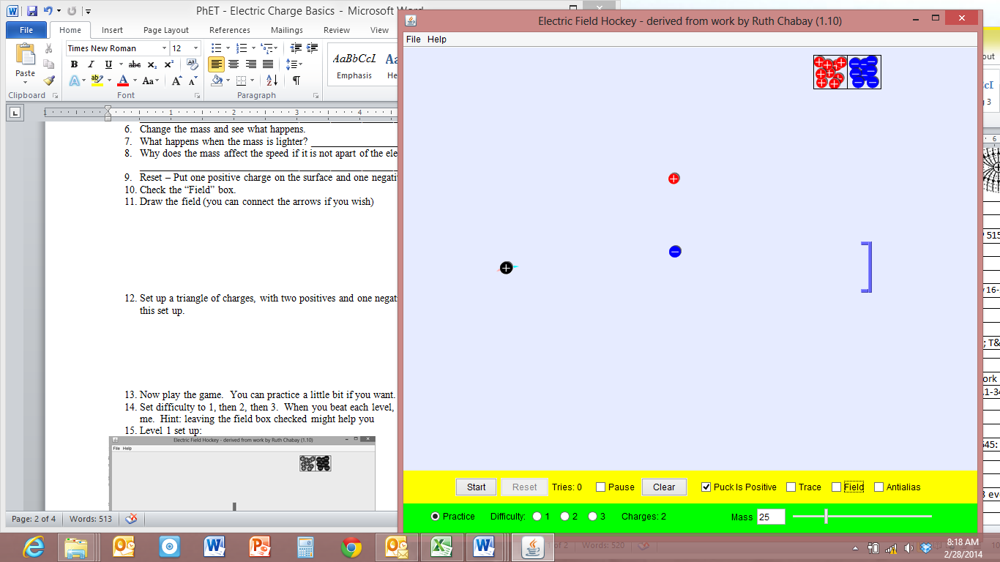 PhET - Electric Charge Basics - Microsoft Word
File Home Insert Page Layout References Mailings Review View
Paste
Times New Roman 12
AaBbCcI
Emphasis
Clipboard Font Paragraph
1 1 2 3 4
6. Change the mass and see what happens.
7. What happens when the mass is lighter?
8. Why does the mass affect the speed if it is not apart of the ele
9. Reset – Put one positive charge on the surface and one negati
10. Check the “Field” box.
11. Draw the field (you can connect the arrows if you wish)
12. Set up a triangle of charges, with two positives and one negat
this set up.
13. Now play the game. You can practice a little bit if you want.
14. Set difficulty to 1, then 2, then 3. When you beat each level,
me. Hint: leaving the field box checked might help you
15. Level 1 set up:
Electric Field Hockey - derived from work by Ruth Chabay (1.10)
File Help
Page: 2 of 4 Words: 513
Electric Field Hockey - derived from work by Ruth Chabay (1.10)
File Help
Start Reset Tries: 0 Pause Clear Puck Is Positive Trace Field Antialias
Practice Difficulty: 1 2 3 Charges: 2 Mass 25
Words: 520
8:18 AM
2/28/2014